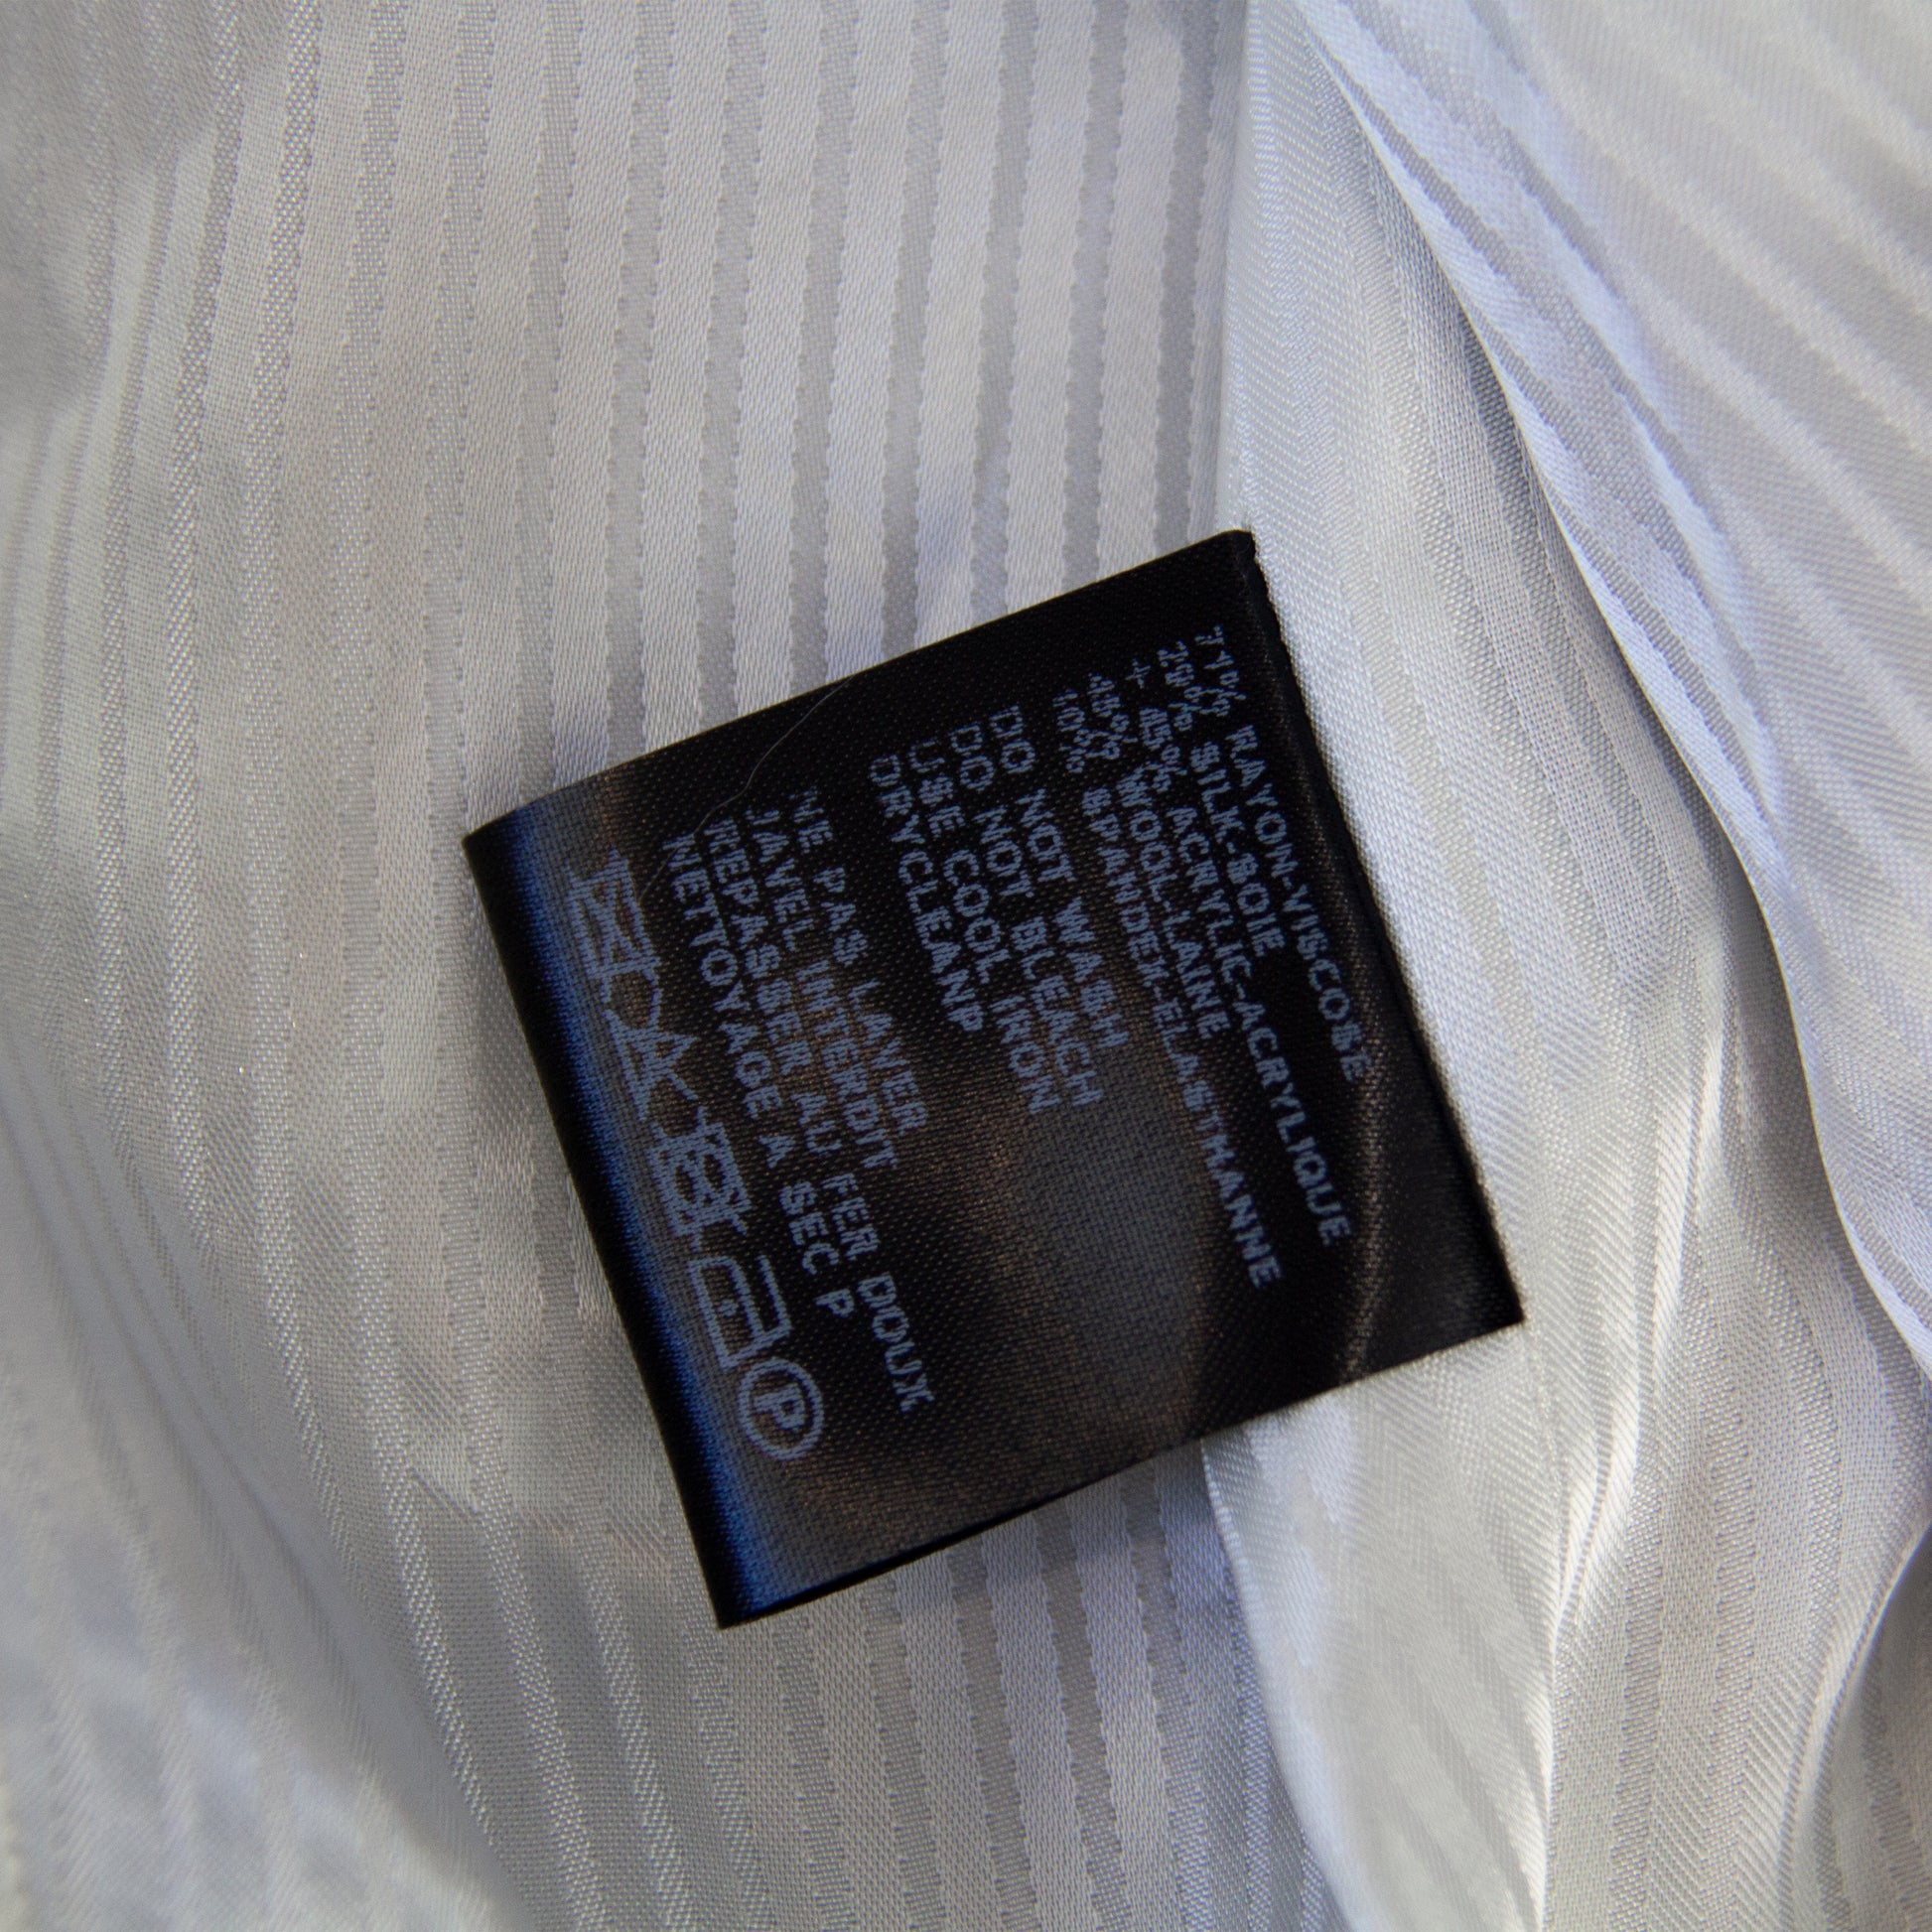 71% RAYON-VISCOSE
29% SILK-SOIE
+ 45% ACRYLIC-ACRYLIQUE
45% WOOL-LAINE
10% SPANDEX-ELASTHANNE
DO NOT WASH
DO NOT BLEACH
USE COOL IRON
DRYCLEANP
NE PAS LAVER
JAVEL INTERDIT
REPASSER AU FER DOUX
NETTOYAGE A SEC P
P